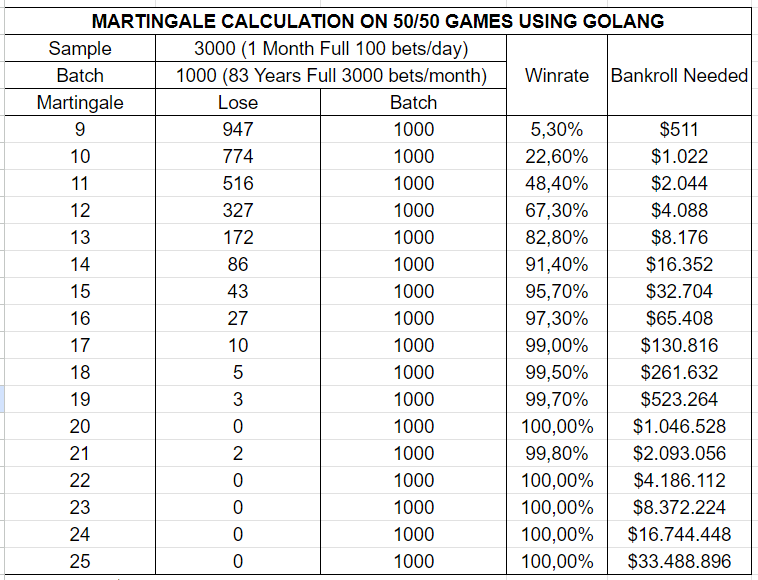 MARTINGALE CALCULATION ON 50/50 GAMES USING GOLANG
Sample 3000 (1 Month Full 100 bets/day) Winrate Bankroll Needed
Batch 1000 (83 Years Full 3000 bets/month)
Martingale Lose Batch
9 947 1000 5,30% $511
10 774 1000 22,60% $1.022
11 516 1000 48,40% $2.044
12 327 1000 67,30% $4.088
13 172 1000 82,80% $8.176
14 86 1000 91,40% $16.352
15 43 1000 95,70% $32.704
16 27 1000 97,30% $65.408
17 10 1000 99,00% $130.816
18 5 1000 99,50% $261.632
19 3 1000 99,70% $523.264
20 0 1000 100,00% $1.046.528
21 2 1000 99,80% $2.093.056
22 0 1000 100,00% $4.186.112
23 0 1000 100,00% $8.372.224
24 0 1000 100,00% $16.744.448
25 0 1000 100,00% $33.488.896